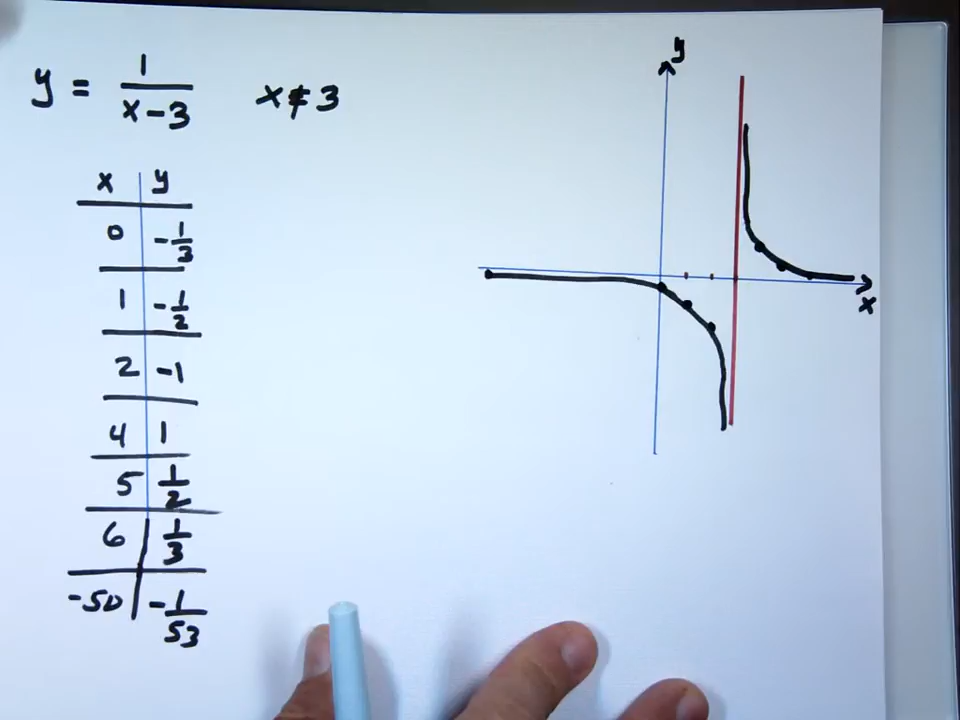 y = 1/(x-3) x≠3
x y
0 -1/3
1 -1/2
2 -1
4 1
5 1/2
6 1/3
-50 -1/53
y
x